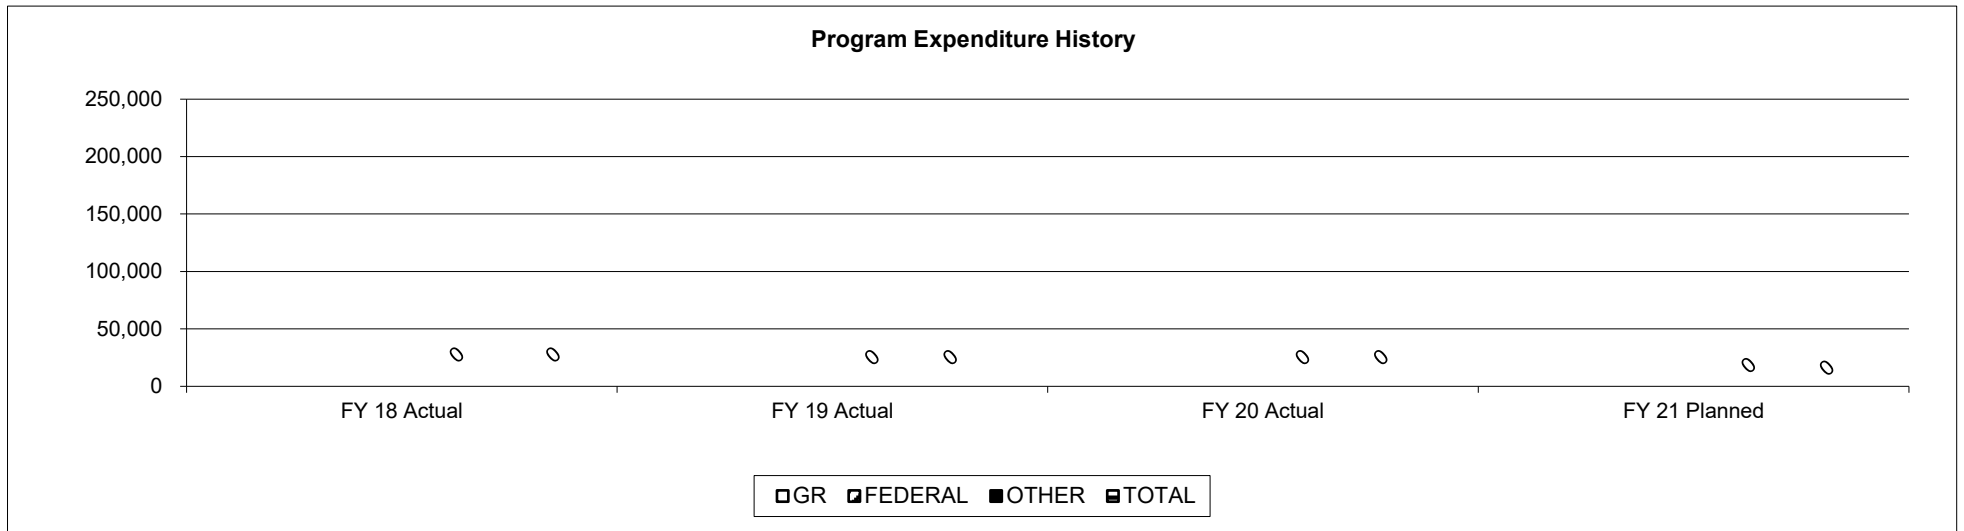 Program Expenditure History
250,000
200,000
150,000
100,000
50,000
0
0 0 0 0 0 0 0 0
FY 18 Actual FY 19 Actual FY 20 Actual FY 21 Planned
GR FEDERAL OTHER TOTAL